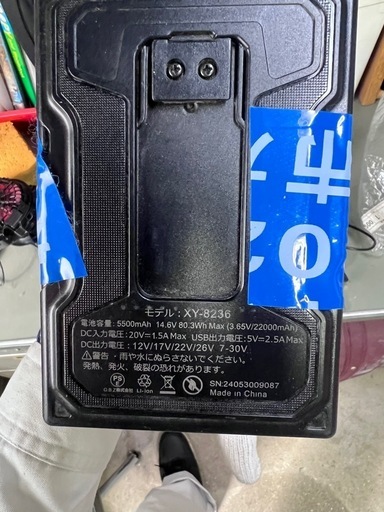 モデル : XY-8236
電池容量 : 5500mAh 14.6V 80.3Wh Max (3.65V/22000mAh)
DC入力電圧 : 20V⎓1.5A Max USB出力電圧 : 5V⎓2.5A Max
DC出力電圧 : 12V/17V/22V/26V 7-30V
警告 : ・雨や水にぬらさないでください。
発熱、発火、破裂の恐れがあります。
PS
E
Li-ion
SN:24053009087
Made in China